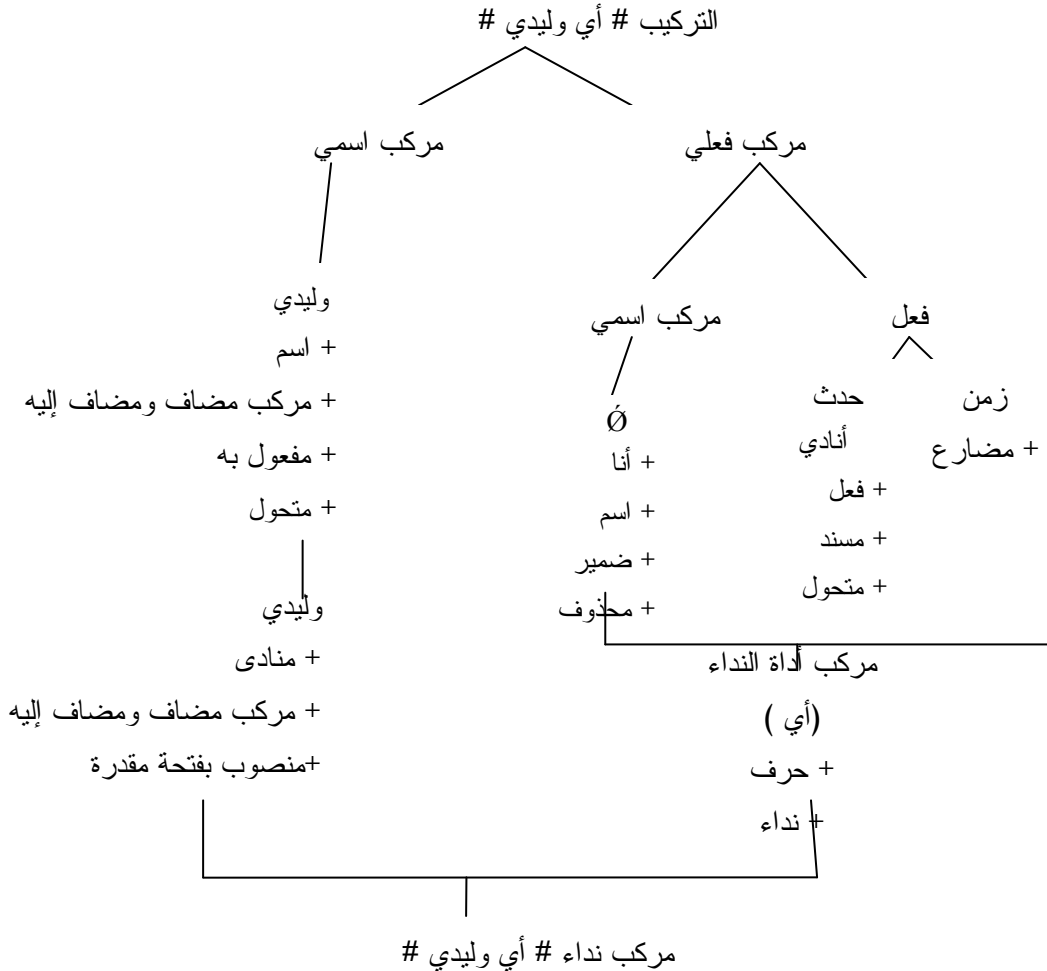 التركيب # أي وليدي #
مركب فعلي
مركب اسمي
فعل
مركب اسمي
زمن
+ مضارع
حدث
أنادي
+ فعل
+ مسند
+ متحول
Ǿ
+ أنا
+ اسم
+ ضمير
+ محذوف
وليدي
+ اسم
+ مركب مضاف ومضاف إليه
+ مفعول به
+ متحول
مركب أداة النداء
(أي )
+ حرف
+ نداء
وليدي
+ منادى
+ مركب مضاف ومضاف إليه
+منصوب بفتحة مقدرة
مركب نداء # أي وليدي #